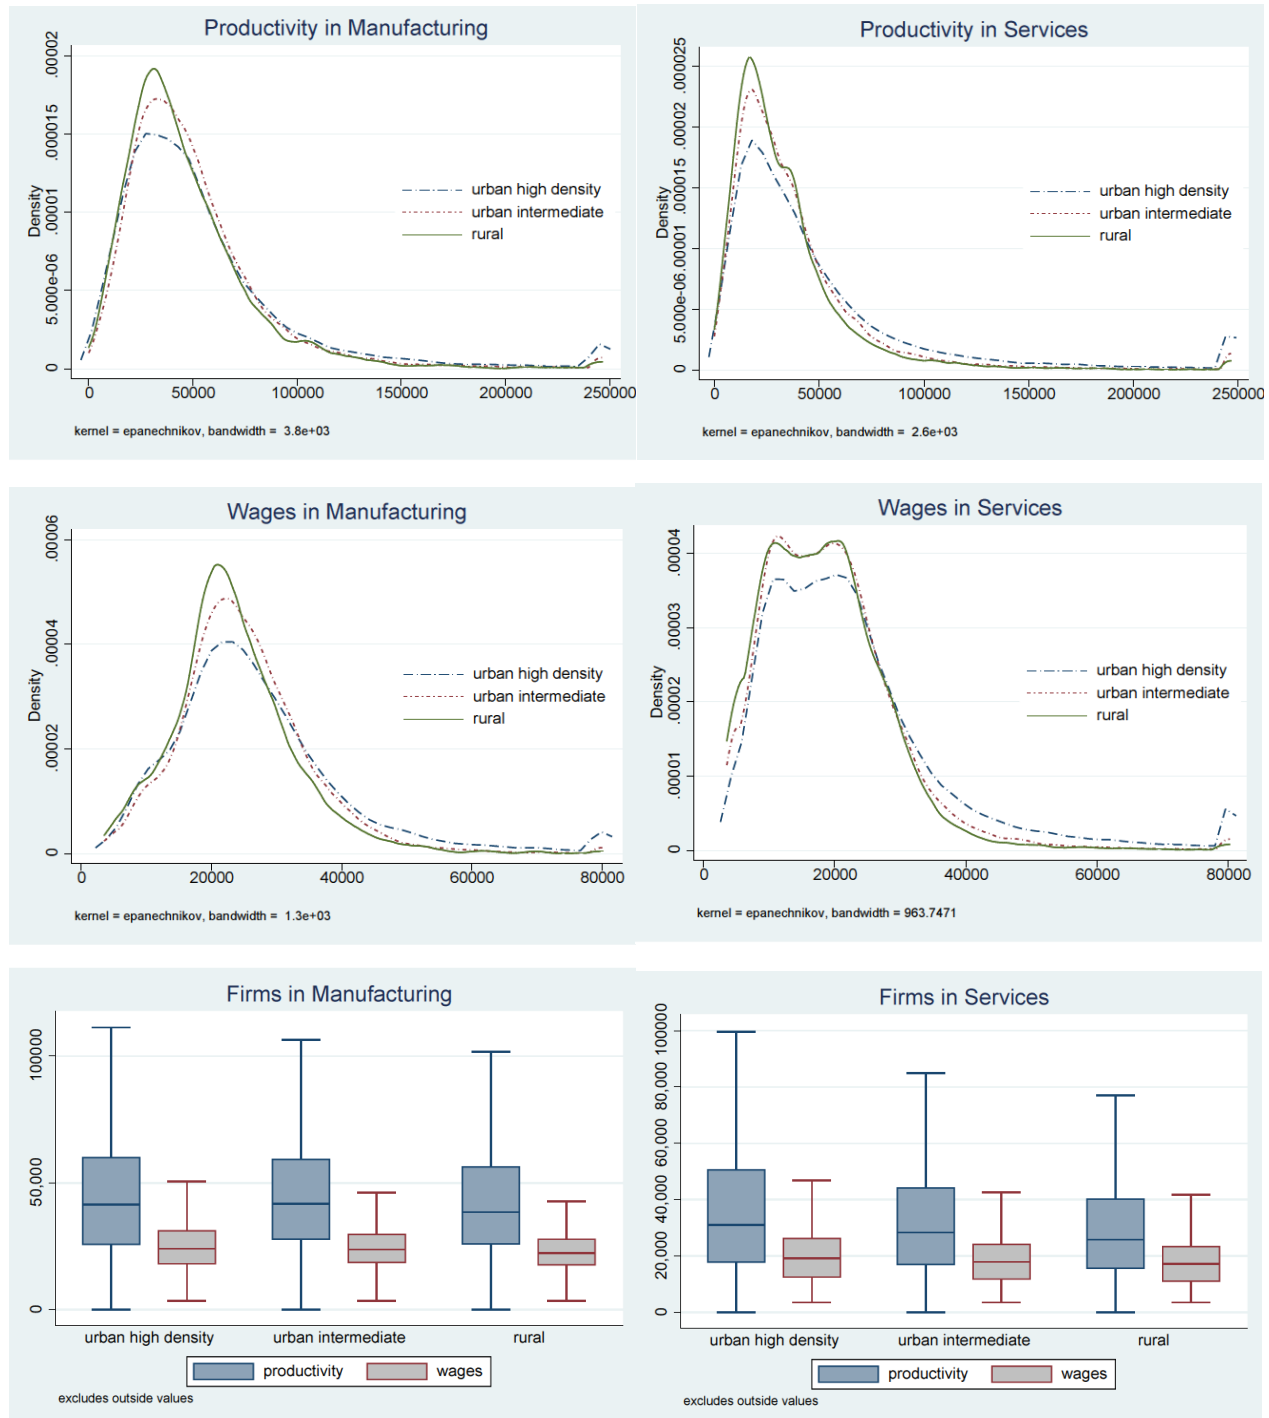 Productivity in Manufacturing
Density
0 5.000e-06 .00001 .000015 .00002
urban high density
urban intermediate
rural
0 50000 100000 150000 200000 250000
kernel = epanechnikov, bandwidth = 3.8e+03
Productivity in Services
Density
0 5.000e-06 .00001 .000015 .00002 .000025
urban high density
urban intermediate
rural
0 50000 100000 150000 200000 250000
kernel = epanechnikov, bandwidth = 2.6e+03
Wages in Manufacturing
Density
0 .00002 .00004 .00006
urban high density
urban intermediate
rural
0 20000 40000 60000 80000
kernel = epanechnikov, bandwidth = 1.3e+03
Wages in Services
Density
0 .00001 .00002 .00003 .00004
urban high density
urban intermediate
rural
0 20000 40000 60000 80000
kernel = epanechnikov, bandwidth = 963.7471
Firms in Manufacturing
0 50,000 100000
urban high density urban intermediate rural
productivity wages
excludes outside values
Firms in Services
0 20,000 40,000 60,000 80,000 100000
urban high density urban intermediate rural
productivity wages
excludes outside values